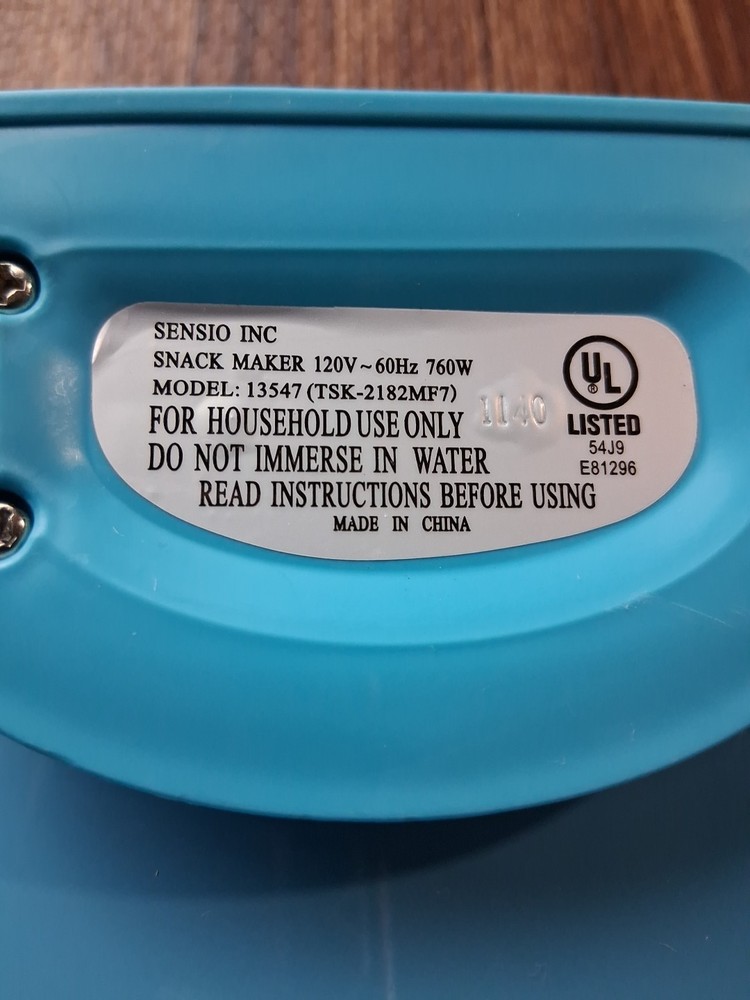 SENSIO INC
SNACK MAKER 120V~60Hz 760W
MODEL: 13547 (TSK-2182MF7)
FOR HOUSEHOLD USE ONLY
1140
DO NOT IMMERSE IN WATER
READ INSTRUCTIONS BEFORE USING
MADE IN CHINA
UL
®
LISTED
54J9
E81296